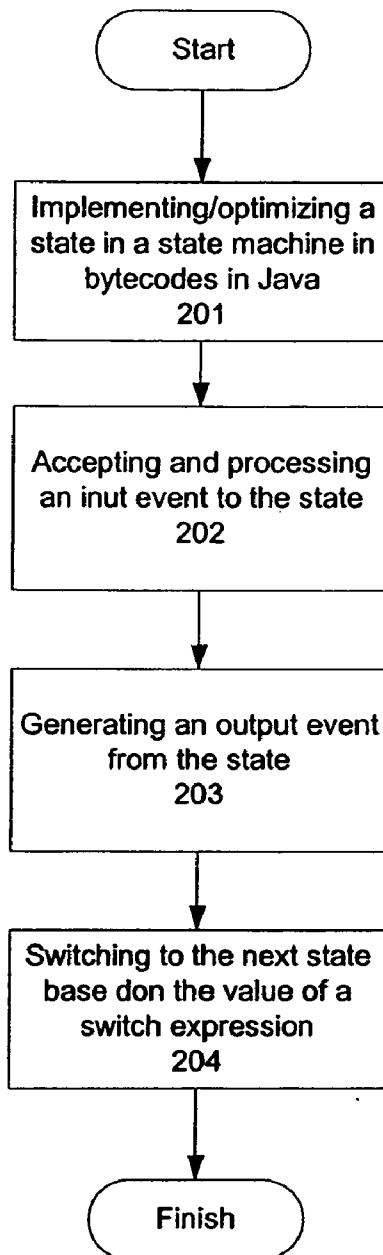 Start
Implementing/optimizing a
state in a state machine in
bytecodes in Java
201
Accepting and processing
an inut event to the state
202
Generating an output event
from the state
203
Switching to the next state
base don the value of a
switch expression
204
Finish